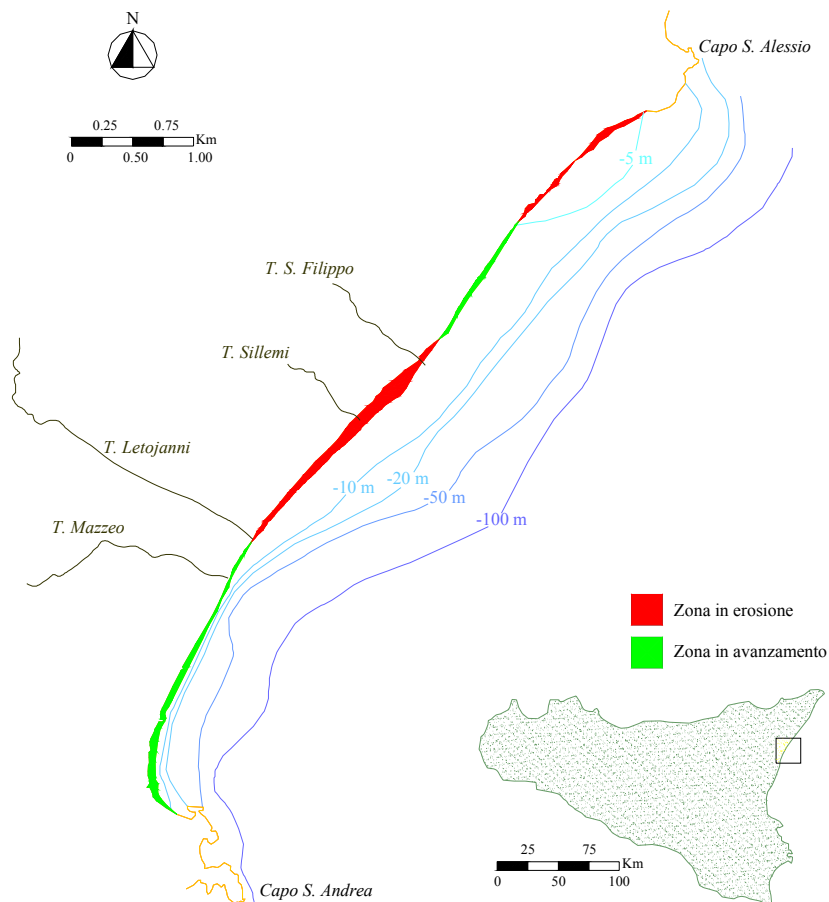 N
Capo S. Alessio
0.25 0.75
Km
0 0.50 1.00
-5 m
T. S. Filippo
T. Sillemi
T. Letojanni
-10 m
-20 m
-50 m
-100 m
T. Mazzeo
Zona in erosione
Zona in avanzamento
25 75
Km
0 50 100
Capo S. Andrea